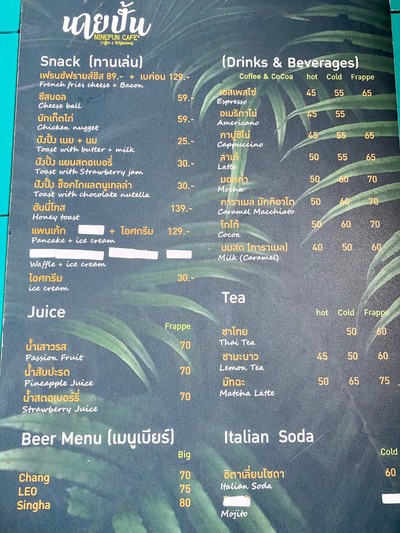 นายปั้น
NINEPUN CAFE'
Coffee & Restaurant
Snack (ทานเล่น)
เฟรนช์ฟรายส์ชีส 89.- + เบค่อน 129.-
French fries cheese + Bacon
ชีสบอล 59.-
Cheese ball
นักเก็ตไก่ 59.-
Chicken nugget
ปังปิ้ง เนย + นม 25.-
Toast with butter + milk
ปังปิ้ง แยมสตอเบอรี่ 30.-
Toast with Strawberry jam
ปังปิ้ง ช็อคโกแลตนูเทลล่า 30.-
Toast with chocolate nutella
ฮันนี่โทส 139.-
Honey toast
แพนเค้ก + ไอศกรีม 129.-
Pancake + ice cream
Waffle + ice cream
ไอศกรีม 30.-
ice cream
Juice
Frappe
น้ำเสาวรส 70
Passion Fruit
น้ำสับปะรด 70
Pineapple Juice
น้ำสตอเบอร์รี่ 70
Strawberry Juice
Beer Menu (เมนูเบียร์)
Big
Chang 70
LEO 75
Singha 80
(Drinks & Beverages)
Coffee & CoCoa hot Cold Frappe
เอสเพสโซ่ 45 55 65
Espresso
อเมริกาโน่ 45 55
Americano
คาปูชิโน่ 45 55 65
Cappuccino
ลาเต้ 50 55 65
Latte
มอคค่า 50 60 70
Mocha
คาราเมล มัคคิอาโต 50 60 70
Caramel Macchiato
โกโก้ 50 60 70
Cocoa
นมสด (คาราเมล) 40 50 60
Milk (Caramel)
Tea
hot Cold Frappe
ชาไทย 50 60
Thai Tea
ชามะนาว 45 50 60
Lemon Tea
มัทฉะ 50 65 75
Matcha Latte
Italian Soda
Cold
อิตาเลี่ยนโซดา 60
Italian Soda
Mojito